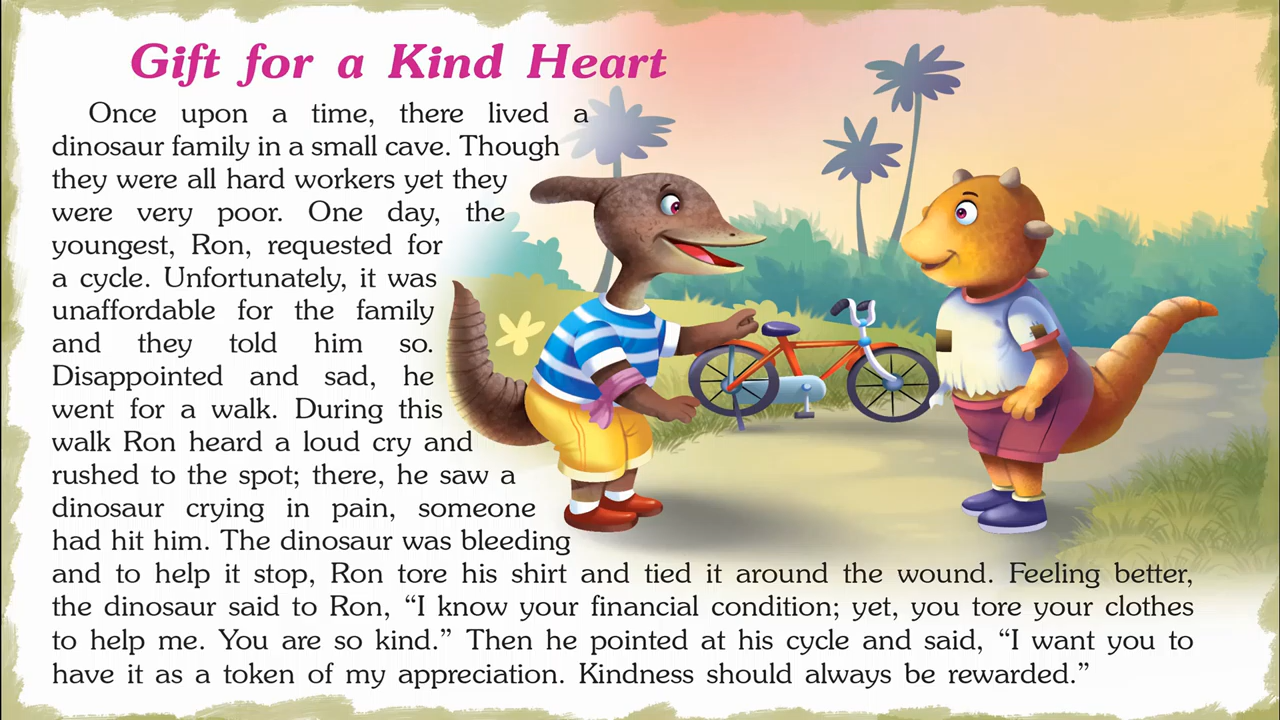 Gift for a Kind Heart
Once upon a time, there lived a
dinosaur family in a small cave. Though
they were all hard workers yet they
were very poor. One day, the
youngest, Ron, requested for
a cycle. Unfortunately, it was
unaffordable for the family
and they told him so.
Disappointed and sad, he
went for a walk. During this
walk Ron heard a loud cry and
rushed to the spot; there, he saw a
dinosaur crying in pain, someone
had hit him. The dinosaur was bleeding
and to help it stop, Ron tore his shirt and tied it around the wound. Feeling better,
the dinosaur said to Ron, “I know your financial condition; yet, you tore your clothes
to help me. You are so kind.” Then he pointed at his cycle and said, “I want you to
have it as a token of my appreciation. Kindness should always be rewarded.”